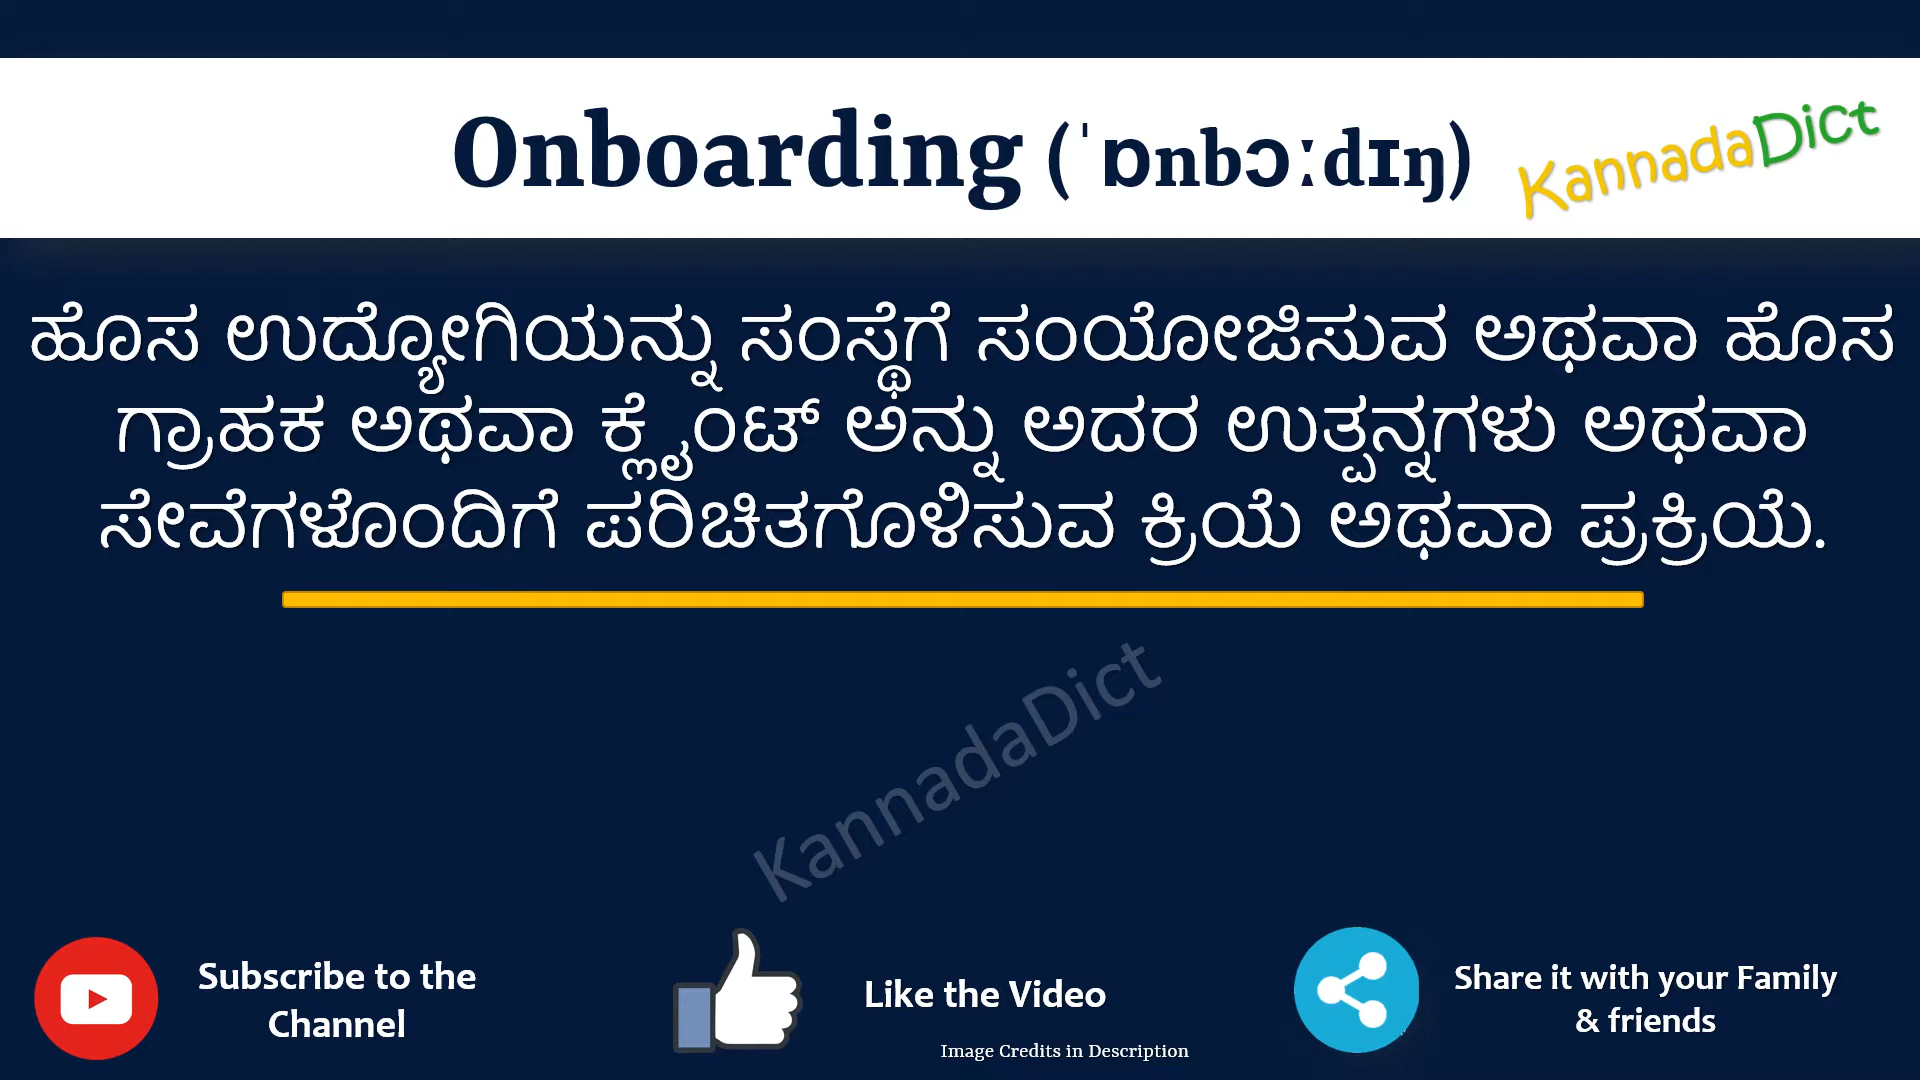 Onboarding (ˈɒnbɔːdɪŋ)
KannadaDict
ಹೊಸ ಉದ್ಯೋಗಿಯನ್ನು ಸಂಸ್ಥೆಗೆ ಸಂಯೋಜಿಸುವ ಅಥವಾ ಹೊಸ
ಗ್ರಾಹಕ ಅಥವಾ ಕ್ಲೈಂಟ್ ಅನ್ನು ಅದರ ಉತ್ಪನ್ನಗಳು ಅಥವಾ
ಸೇವೆಗಳೊಂದಿಗೆ ಪರಿಚಿತಗೊಳಿಸುವ ಕ್ರಿಯೆ ಅಥವಾ ಪ್ರಕ್ರಿಯೆ.
KannadaDict
Subscribe to the
Channel
Like the Video
Share it with your Family
& friends
Image Credits in Description